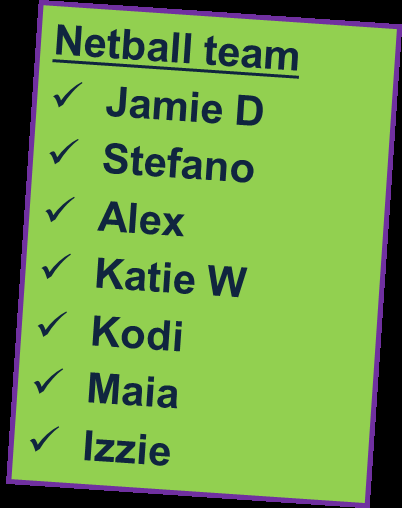 Netball team
✓ Jamie D
✓ Stefano
✓ Alex
✓ Katie W
✓ Kodi
✓ Maia
✓ Izzie